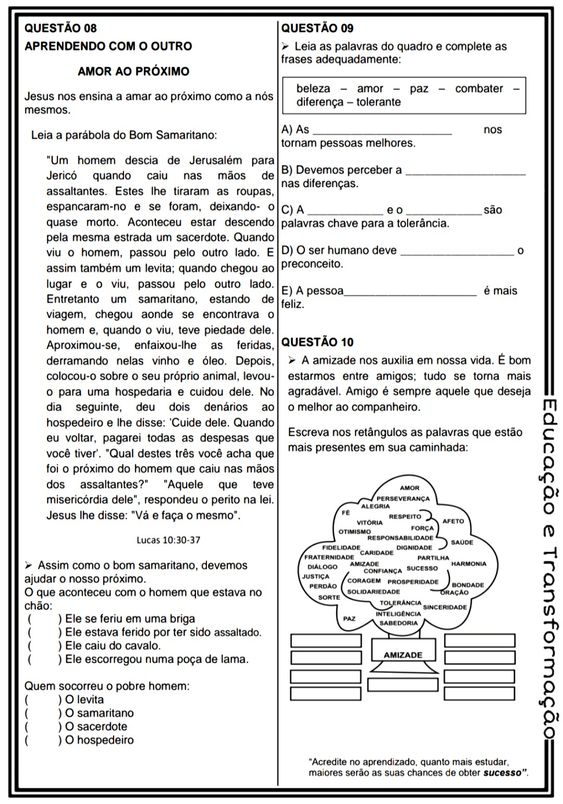 QUESTÃO 08
APRENDENDO COM O OUTRO
AMOR AO PRÓXIMO
Jesus nos ensina a amar ao próximo como a nós
mesmos.
Leia a parábola do Bom Samaritano:
"Um homem descia de Jerusalém para
Jericó quando caiu nas mãos de
assaltantes. Estes lhe tiraram as roupas,
espancaram-no e se foram, deixando- o
quase morto. Aconteceu estar descendo
pela mesma estrada um sacerdote. Quando
viu o homem, passou pelo outro lado. E
assim também um levita; quando chegou ao
lugar e o viu, passou pelo outro lado.
Entretanto um samaritano, estando de
viagem, chegou aonde se encontrava o
homem e, quando o viu, teve piedade dele.
Aproximou-se, enfaixou-lhe as feridas,
derramando nelas vinho e óleo. Depois,
colocou-o sobre o seu próprio animal, levou-
o para uma hospedaria e cuidou dele. No
dia seguinte, deu dois denários ao
hospedeiro e lhe disse: 'Cuide dele. Quando
eu voltar, pagarei todas as despesas que
você tiver'. "Qual destes três você acha que
foi o próximo do homem que caiu nas mãos
dos assaltantes?" "Aquele que teve
misericórdia dele", respondeu o perito na lei.
Jesus lhe disse: "Vá e faça o mesmo".
Lucas 10:30-37
➢ Assim como o bom samaritano, devemos
ajudar o nosso próximo.
O que aconteceu com o homem que estava no
chão:
( ) Ele se feriu em uma briga
( ) Ele estava ferido por ter sido assaltado.
( ) Ele caiu do cavalo.
( ) Ele escorregou numa poça de lama.
Quem socorreu o pobre homem:
( ) O levita
( ) O samaritano
( ) O sacerdote
( ) O hospedeiro
QUESTÃO 09
➢ Leia as palavras do quadro e complete as
frases adequadamente:
beleza – amor – paz – combater –
diferença – tolerante
A) As ______________________ nos
tornam pessoas melhores.
B) Devemos perceber a ___________________
nas diferenças.
C) A ____________ e o ____________ são
palavras chave para a tolerância.
D) O ser humano deve __________________ o
preconceito.
E) A pessoa_____________________ é mais
feliz.
QUESTÃO 10
➢ A amizade nos auxilia em nossa vida. É bom
estarmos entre amigos; tudo se torna mais
agradável. Amigo é sempre aquele que deseja
o melhor ao companheiro.
Escreva nos retângulos as palavras que estão
mais presentes em sua caminhada:
AMOR
PERSEVERANÇA
ALEGRIA
FÉ
RESPEITO
VITÓRIA
AFETO
FORÇA
OTIMISMO
RESPONSABILIDADE
SAÚDE
FIDELIDADE
DIGNIDADE
CARIDADE
FRATERNIDADE
PARTILHA
AMIZADE
HARMONIA
DIÁLOGO
CONFIANÇA
SUCESSO
JUSTIÇA
CORAGEM
PROSPERIDADE
BONDADE
PERDÃO
SOLIDARIEDADE
ORAÇÃO
SORTE
TOLERÂNCIA
SINCERIDADE
INTELIGÊNCIA
PAZ
SABEDORIA
AMIZADE
"Acredite no aprendizado, quanto mais estudar,
maiores serão as suas chances de obter sucesso".
Educação e Transformação